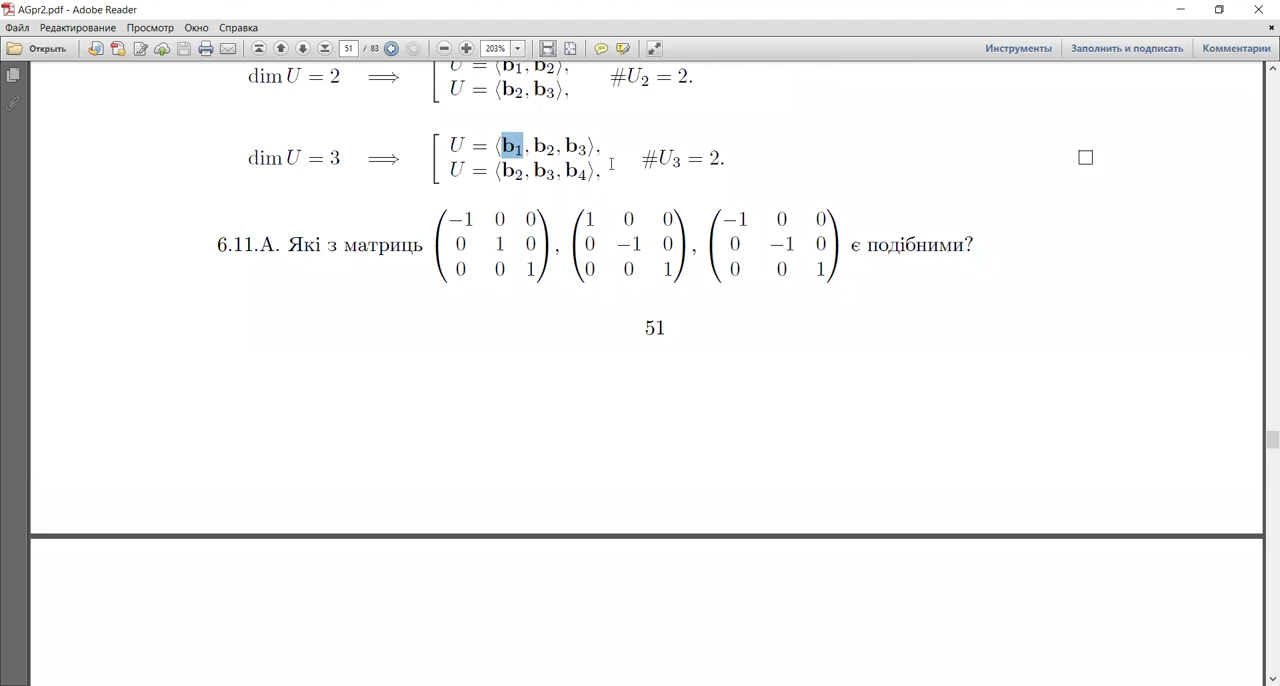 AGpr2.pdf - Adobe Reader
Файл Редактирование Просмотр Окно Справка
Открыть 51 / 83 203% Инструменты Заполнить и подписать Комментарии
dim U = 2 ⟹ [ U = ⟨b₁, b₂⟩, #U₂ = 2.
U = ⟨b₂, b₃⟩,
dim U = 3 ⟹ [ U = ⟨b₁, b₂, b₃⟩, #U₃ = 2. □
U = ⟨b₂, b₃, b₄⟩,
6.11.А. Які з матриць (−1 0 0; 0 1 0; 0 0 1), (1 0 0; 0 −1 0; 0 0 1), (−1 0 0; 0 −1 0; 0 0 1) є подібними?
51